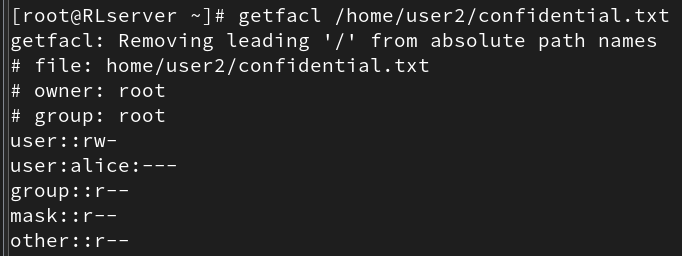 [root@RLserver ~]# getfacl /home/user2/confidential.txt
getfacl: Removing leading '/' from absolute path names
# file: home/user2/confidential.txt
# owner: root
# group: root
user::rw-
user:alice:---
group::r--
mask::r--
other::r--